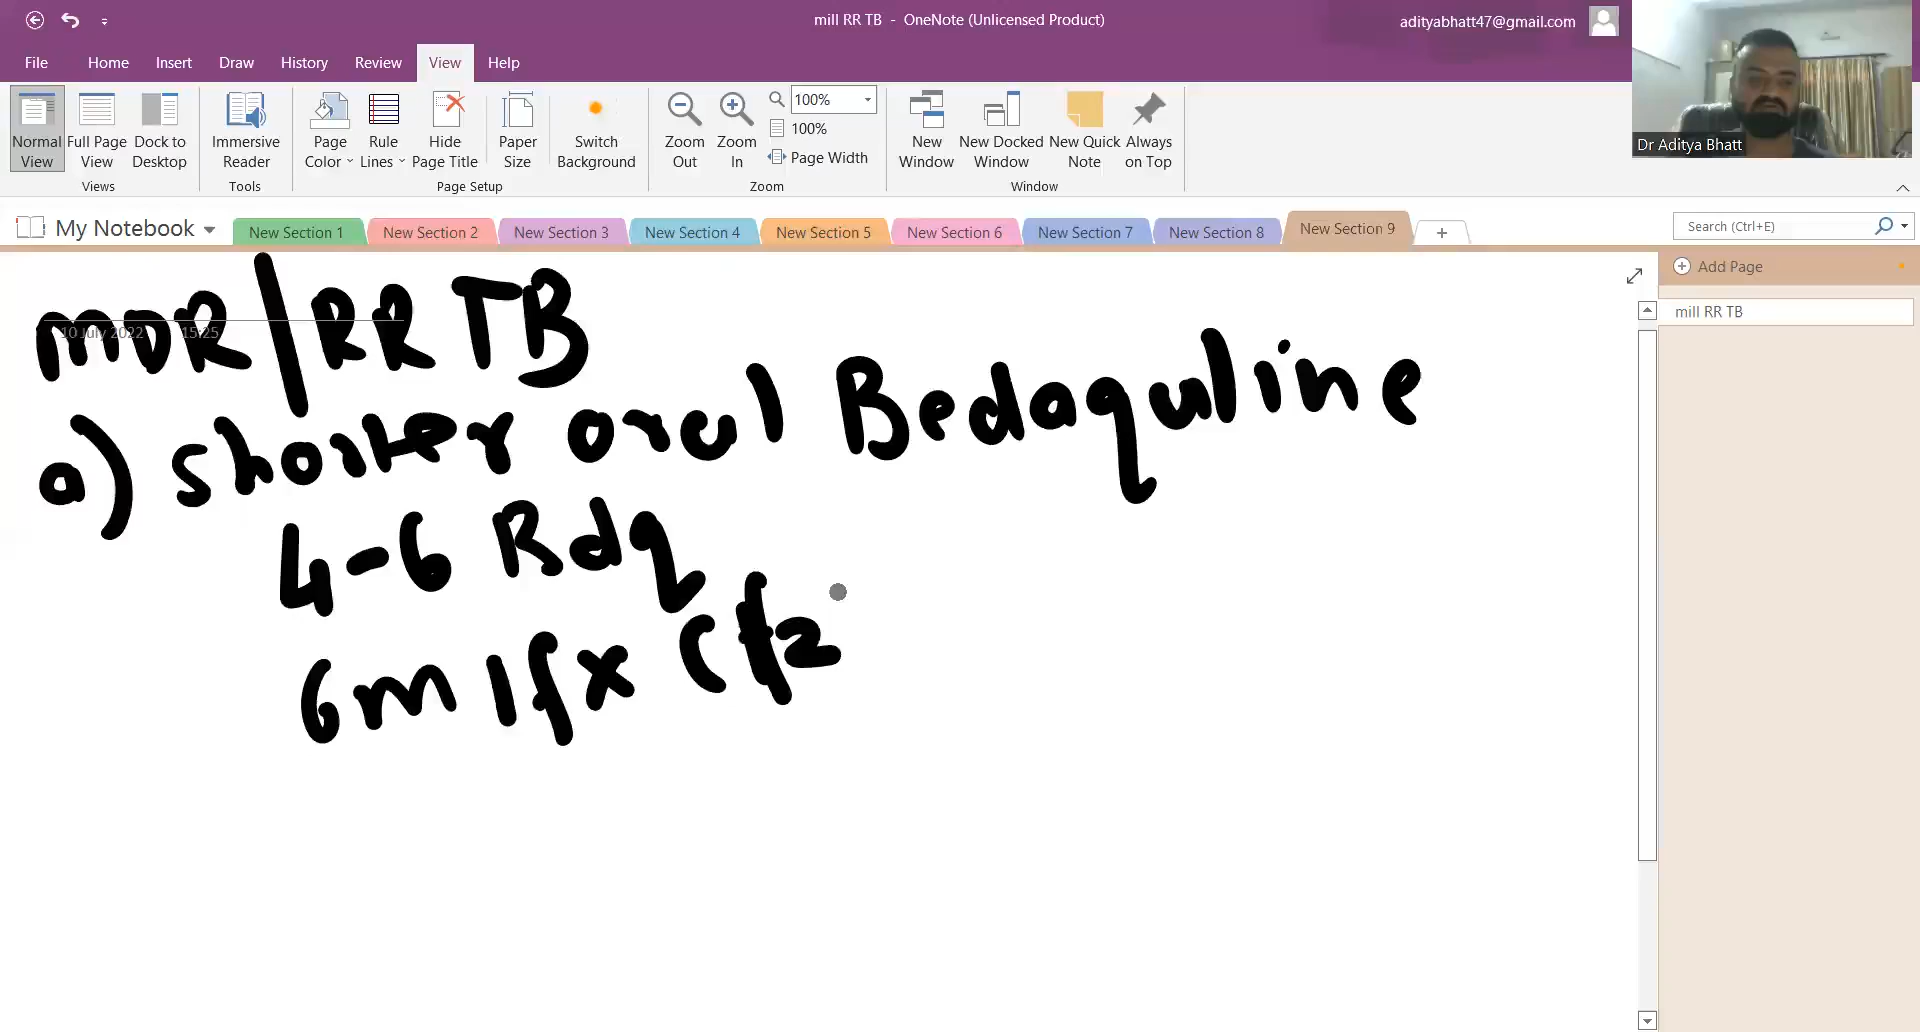 mill RR TB - OneNote (Unlicensed Product)
adityabhatt47@gmail.com
File Home Insert Draw History Review View Help
Normal View Full Page View Dock to Desktop Immersive Reader Page Color Rule Lines Hide Page Title Paper Size Switch Background Zoom Out Zoom In 100% 100% Page Width New Window New Docked Window New Quick Note Always on Top
Views Tools Page Setup Zoom Window
Dr Aditya Bhatt
My Notebook New Section 1 New Section 2 New Section 3 New Section 4 New Section 5 New Section 6 New Section 7 New Section 8 New Section 9 + Search (Ctrl+E)
Add Page
mill RR TB
10 July 2022 15:25
MDR/RR TB
a) Shorter oral Bedaquline
4-6 Bdq
6m lfx Cfz